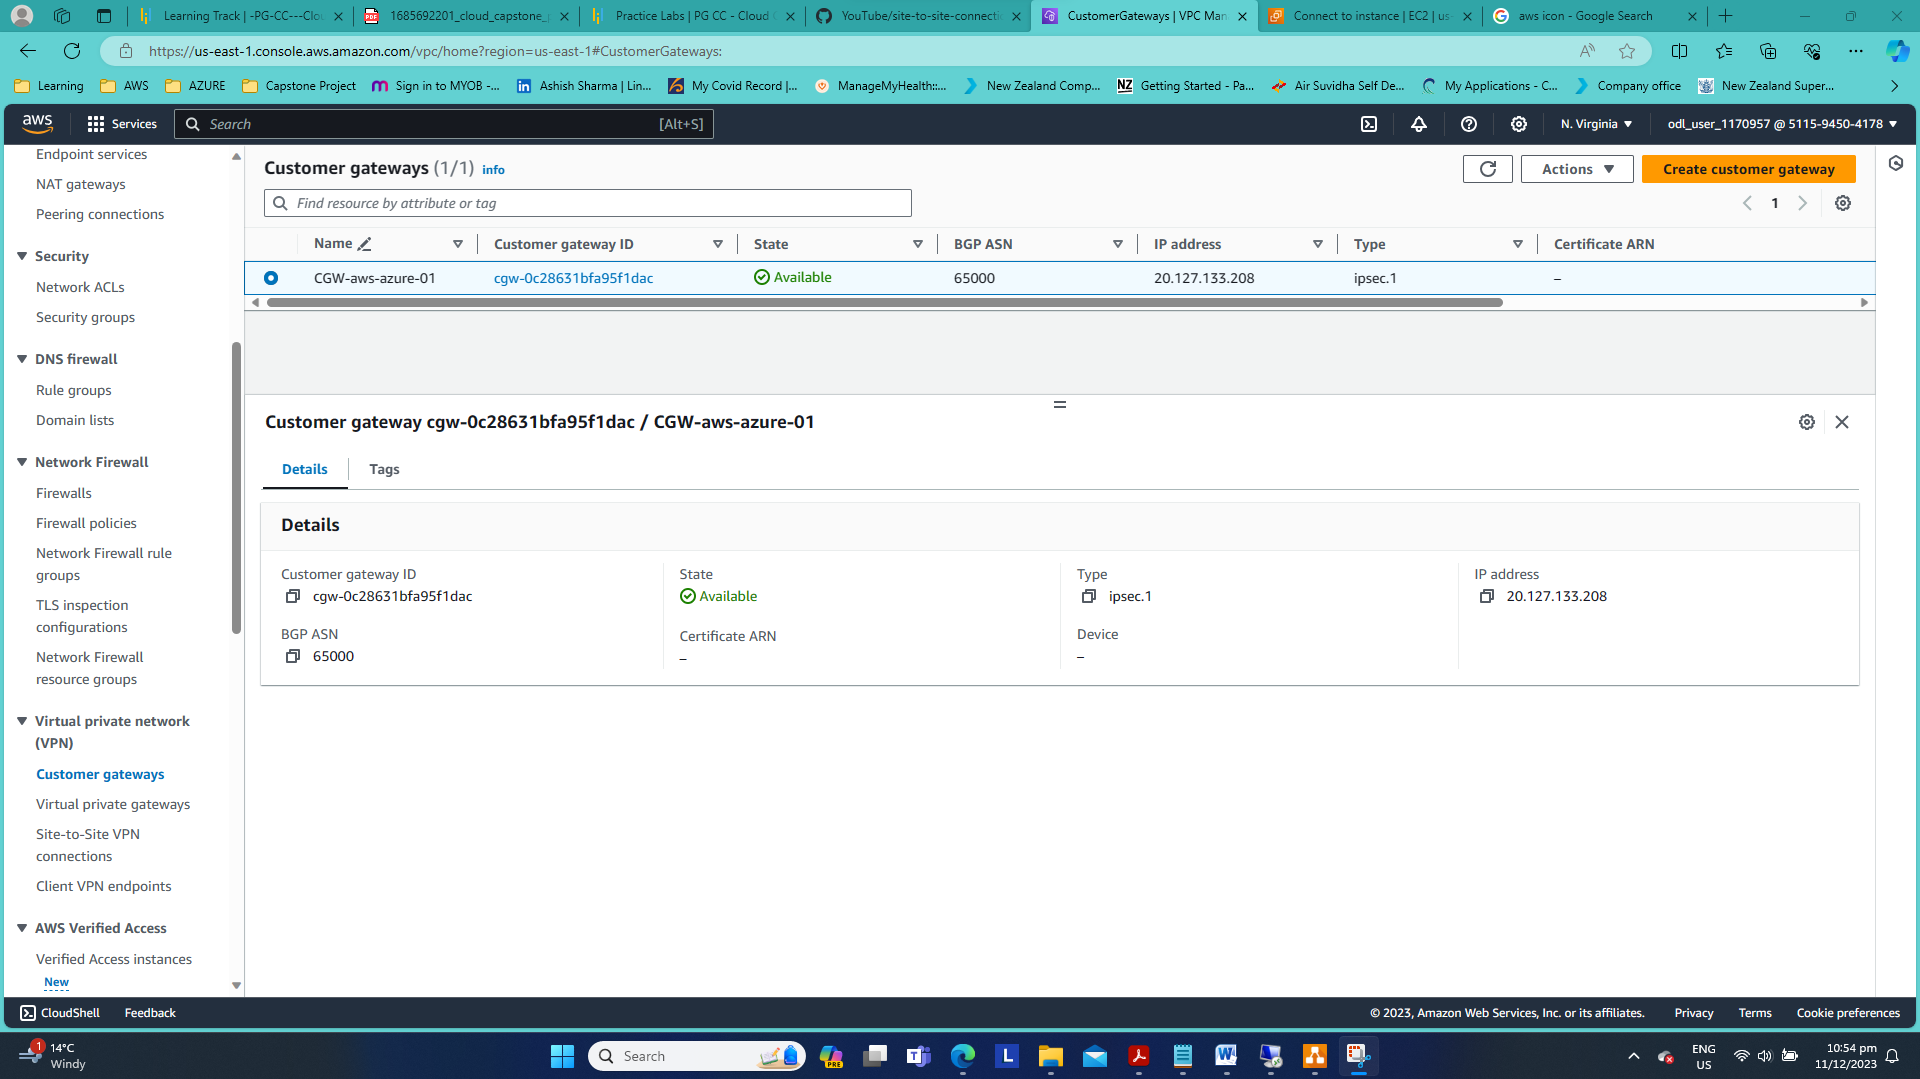 Learning Track | -PG-CC---Clou
1685692201_cloud_capstone_
Practice Labs | PG CC - Cloud
YouTube/site-to-site-connectio
CustomerGateways | VPC Man
Connect to instance | EC2 | us-
aws icon - Google Search
https://us-east-1.console.aws.amazon.com/vpc/home?region=us-east-1#CustomerGateways:
Learning
AWS
AZURE
Capstone Project
Sign in to MYOB -...
Ashish Sharma | Lin...
My Covid Record |...
ManageMyHealth::...
New Zealand Comp...
Getting Started - Pa...
Air Suvidha Self De...
My Applications - C...
Company office
New Zealand Super...
aws
Services
Search
[Alt+S]
N. Virginia
odl_user_1170957 @ 5115-9450-4178
Endpoint services
NAT gateways
Peering connections
Security
Network ACLs
Security groups
DNS firewall
Rule groups
Domain lists
Network Firewall
Firewalls
Firewall policies
Network Firewall rule
groups
TLS inspection
configurations
Network Firewall
resource groups
Virtual private network
(VPN)
Customer gateways
Virtual private gateways
Site-to-Site VPN
connections
Client VPN endpoints
AWS Verified Access
Verified Access instances
New
Customer gateways (1/1) info
Actions
Create customer gateway
Find resource by attribute or tag
1
Name
Customer gateway ID
State
BGP ASN
IP address
Type
Certificate ARN
CGW-aws-azure-01
cgw-0c28631bfa95f1dac
Available
65000
20.127.133.208
ipsec.1
–
Customer gateway cgw-0c28631bfa95f1dac / CGW-aws-azure-01
Details
Tags
Details
Customer gateway ID
cgw-0c28631bfa95f1dac
State
Available
Type
ipsec.1
IP address
20.127.133.208
BGP ASN
65000
Certificate ARN
–
Device
–
CloudShell
Feedback
© 2023, Amazon Web Services, Inc. or its affiliates.
Privacy
Terms
Cookie preferences
1
14°C
Windy
Search
PRE
L
ENG
US
10:54 pm
11/12/2023